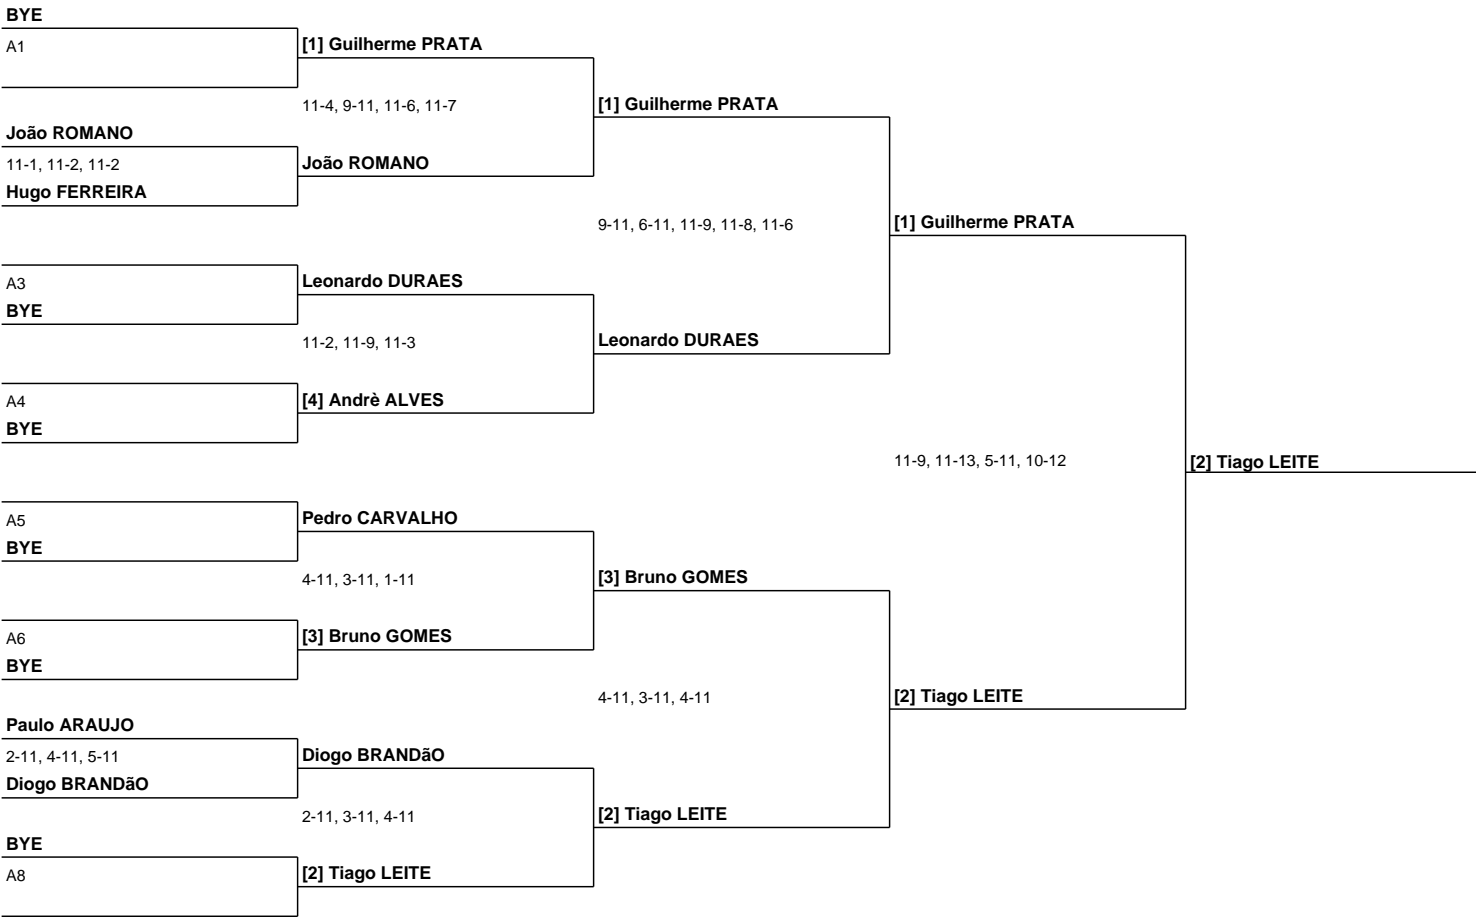 BYE
A1
[1] Guilherme PRATA
11-4, 9-11, 11-6, 11-7
[1] Guilherme PRATA
João ROMANO
11-1, 11-2, 11-2
João ROMANO
Hugo FERREIRA
9-11, 6-11, 11-9, 11-8, 11-6
[1] Guilherme PRATA
A3
Leonardo DURAES
BYE
11-2, 11-9, 11-3
Leonardo DURAES
A4
[4] Andrè ALVES
BYE
11-9, 11-13, 5-11, 10-12
[2] Tiago LEITE
A5
Pedro CARVALHO
BYE
4-11, 3-11, 1-11
[3] Bruno GOMES
A6
[3] Bruno GOMES
BYE
4-11, 3-11, 4-11
[2] Tiago LEITE
Paulo ARAUJO
2-11, 4-11, 5-11
Diogo BRANDãO
Diogo BRANDãO
2-11, 3-11, 4-11
[2] Tiago LEITE
BYE
A8
[2] Tiago LEITE